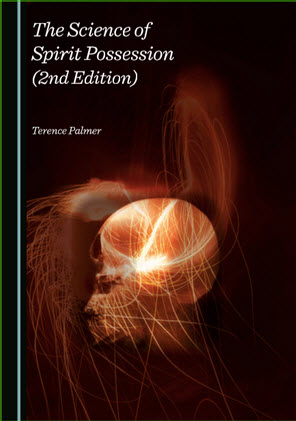 The Science of
Spirit Possession
(2nd Edition)
Terence Palmer